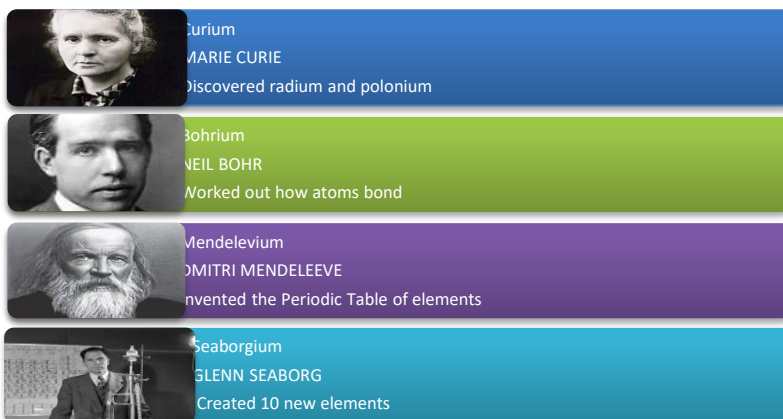 Curium
MARIE CURIE
Discovered radium and polonium
Bohrium
NEIL BOHR
Worked out how atoms bond
Mendelevium
DMITRI MENDELEEVE
Invented the Periodic Table of elements
Seaborgium
GLENN SEABORG
Created 10 new elements